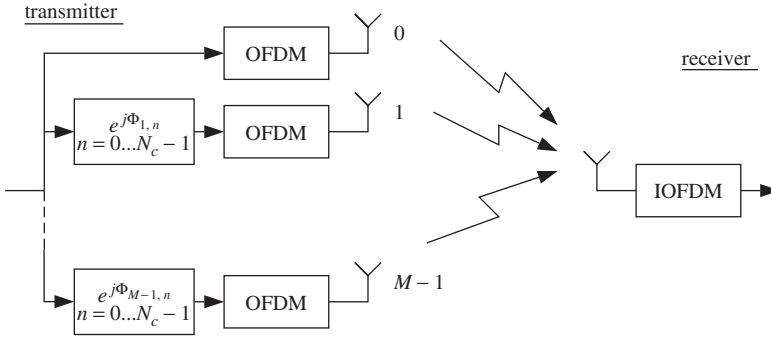 transmitter
OFDM
0
receiver
e^{jΦ_{1, n}}
n = 0...N_c – 1
OFDM
1
IOFDM
e^{jΦ_{M–1, n}}
n = 0...N_c – 1
OFDM
M – 1